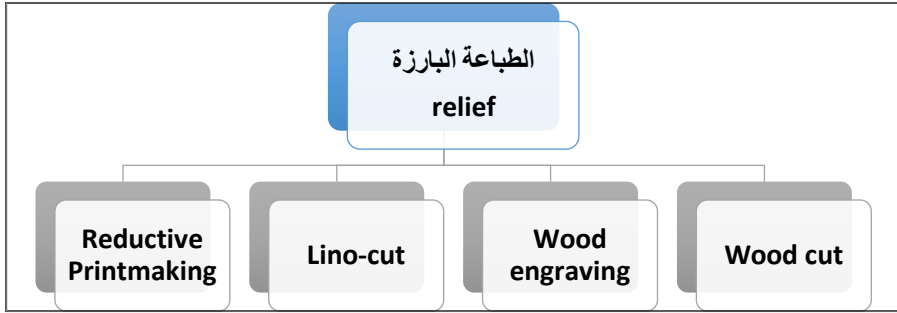 الطباعة البارزة
relief
Reductive
Printmaking
Lino-cut
Wood
engraving
Wood cut